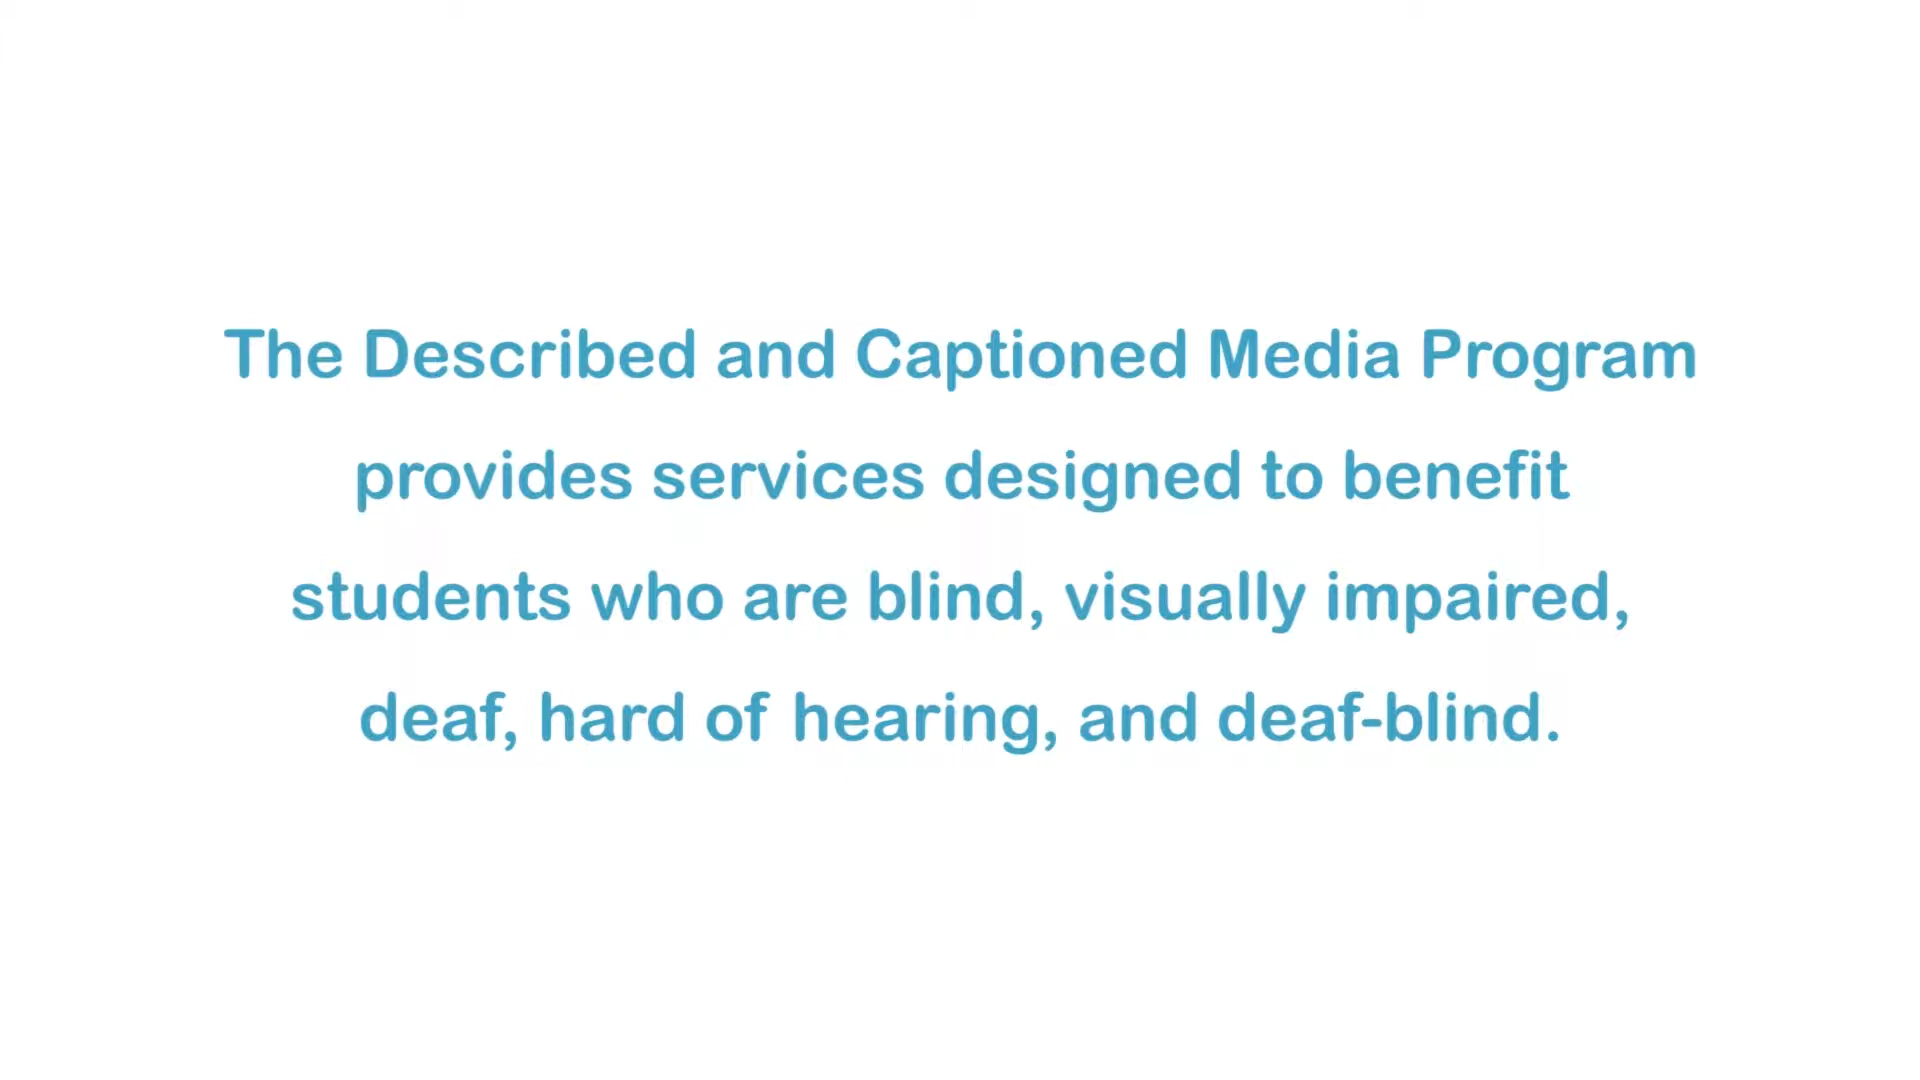 The Described and Captioned Media Program
provides services designed to benefit
students who are blind, visually impaired,
deaf, hard of hearing, and deaf-blind.